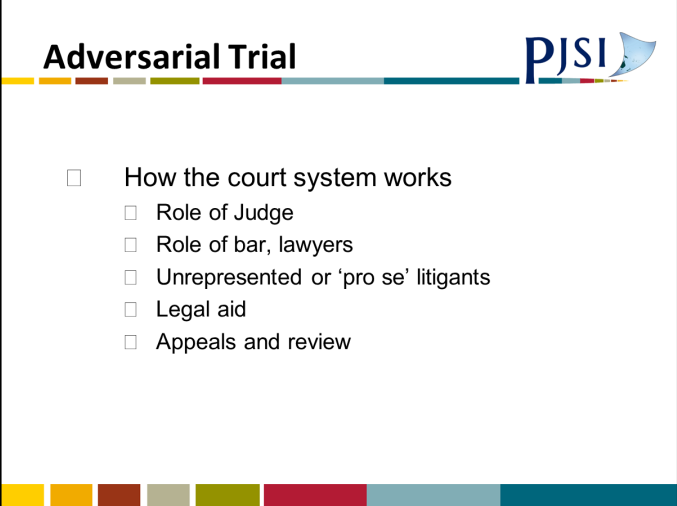 Adversarial Trial
PJSI
How the court system works
Role of Judge
Role of bar, lawyers
Unrepresented or ‘pro se’ litigants
Legal aid
Appeals and review